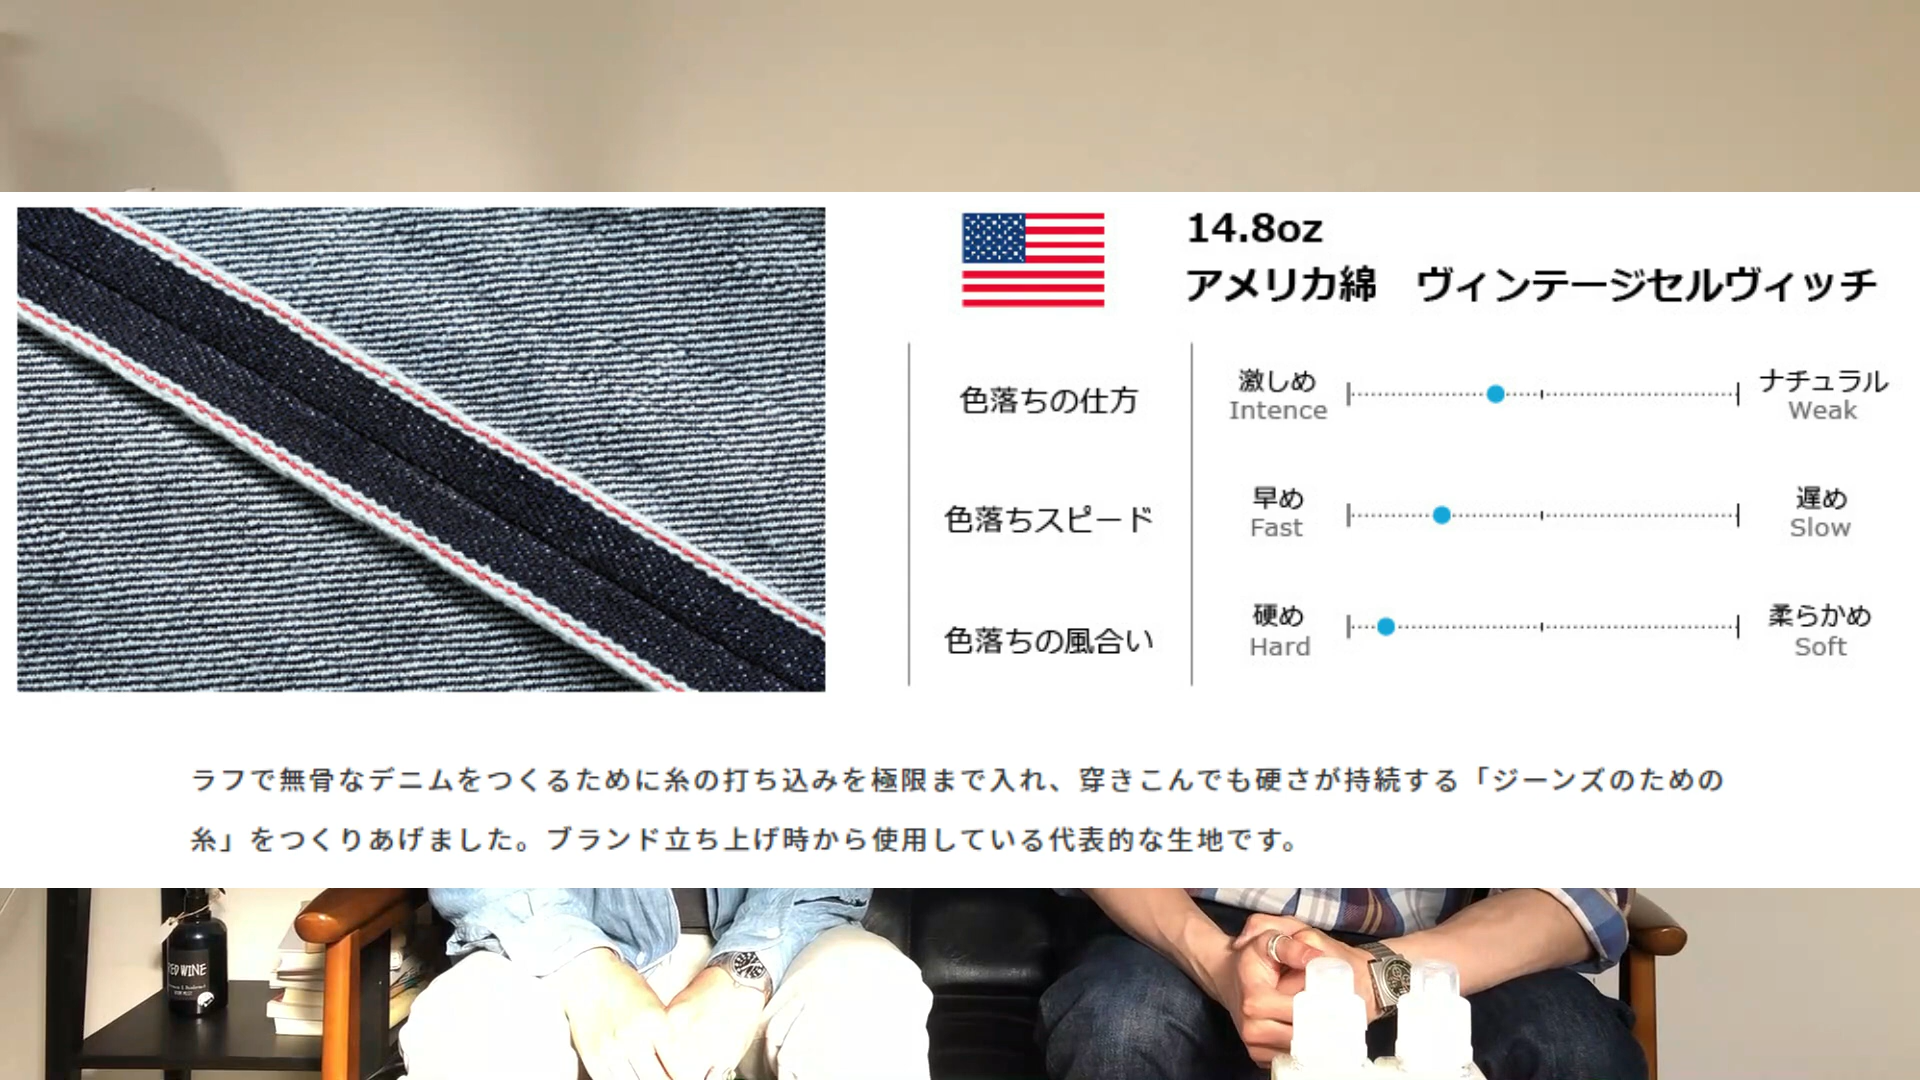 14.8oz
アメリカ綿　ヴィンテージセルヴィッチ
色落ちの仕方
激しめ
Intence
ナチュラル
Weak
色落ちスピード
早め
Fast
遅め
Slow
色落ちの風合い
硬め
Hard
柔らかめ
Soft
ラフで無骨なデニムをつくるために糸の打ち込みを極限まで入れ、穿きこんでも硬さが持続する「ジーンズのための
糸」をつくりあげました。ブランド立ち上げ時から使用している代表的な生地です。
RED WINE